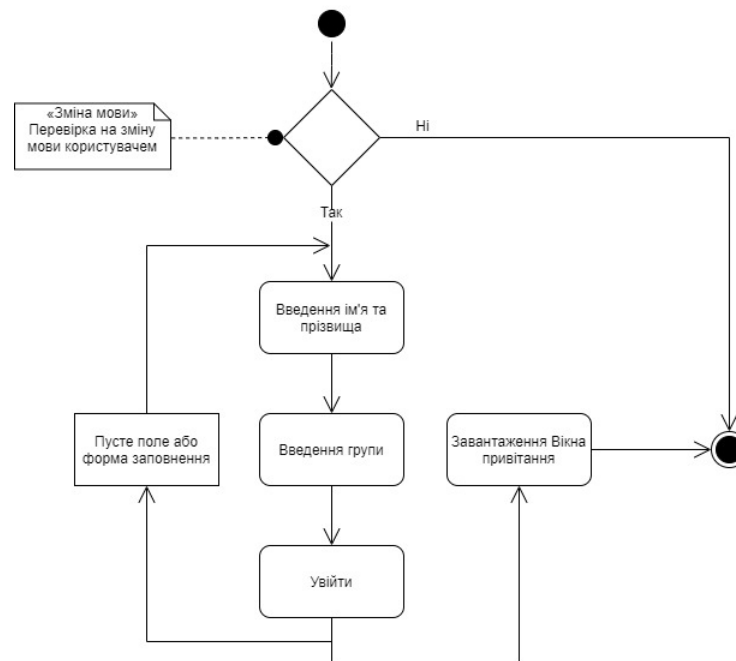 «Зміна мови»
Перевірка на зміну
мови користувачем
Ні
Так
Введення ім'я та
прізвища
Пусте поле або
форма заповнення
Введення групи
Завантаження Вікна
привітання
Увійти